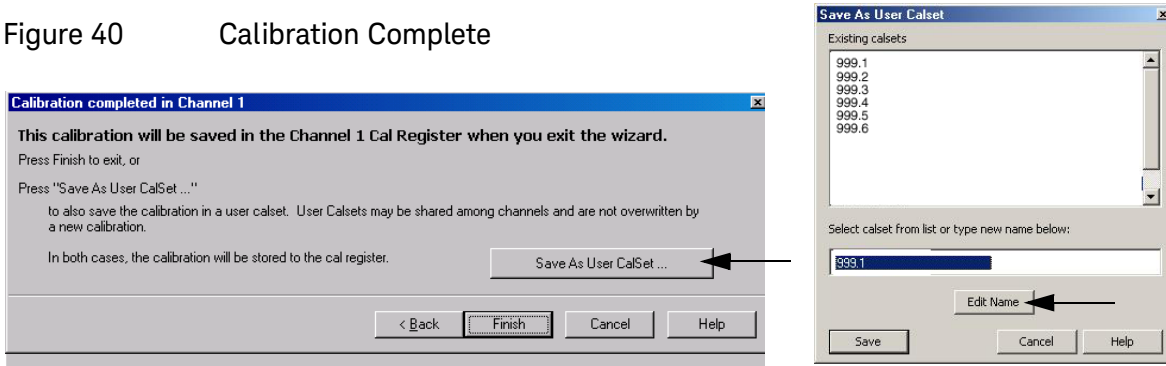 Figure 40 Calibration Complete
Calibration completed in Channel 1
This calibration will be saved in the Channel 1 Cal Register when you exit the wizard.
Press Finish to exit, or
Press "Save As User CalSet ..."
to also save the calibration in a user calset. User Calsets may be shared among channels and are not overwritten by
a new calibration.
In both cases, the calibration will be stored to the cal register.
Save As User CalSet ...
< Back
Finish
Cancel
Help
Save As User Calset
Existing calsets
999.1
999.2
999.3
999.4
999.5
999.6
Select calset from list or type new name below:
999.1
Edit Name
Save
Cancel
Help